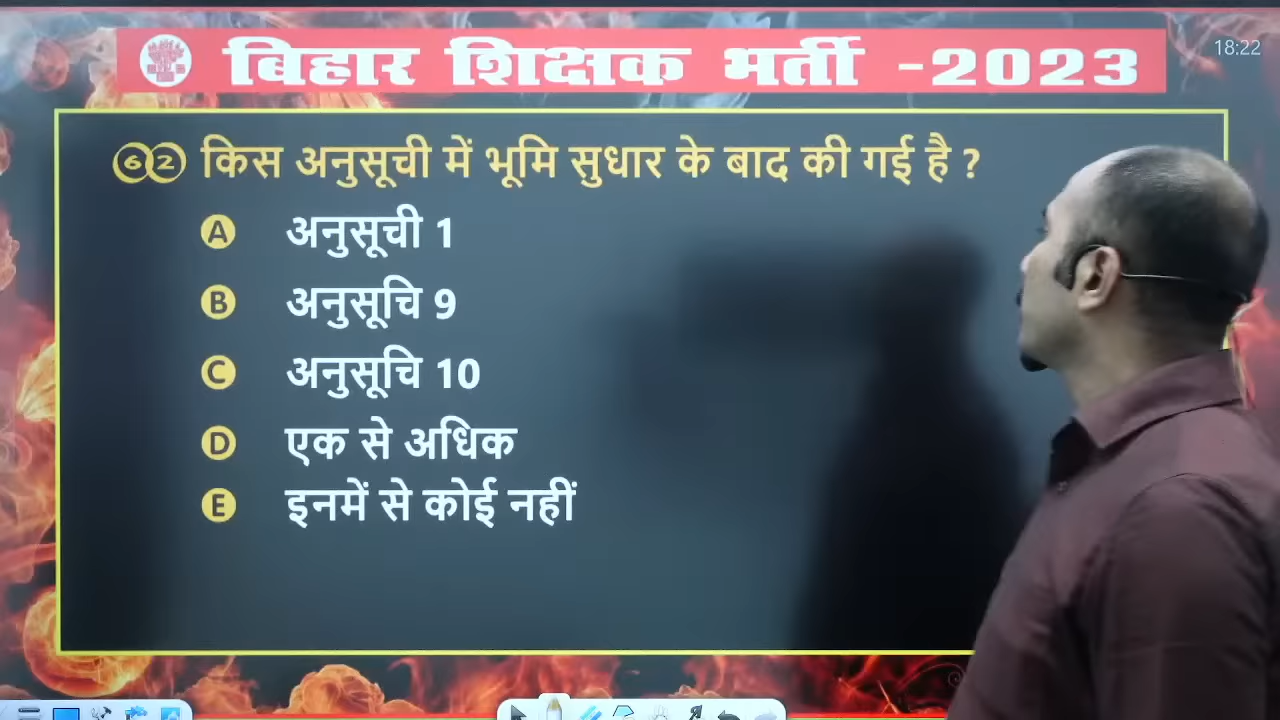 बिहार शिक्षक भर्ती -2023
18:22
62 किस अनुसूची में भूमि सुधार के बाद की गई है ?
A अनुसूची 1
B अनुसूचि 9
C अनुसूचि 10
D एक से अधिक
E इनमें से कोई नहीं